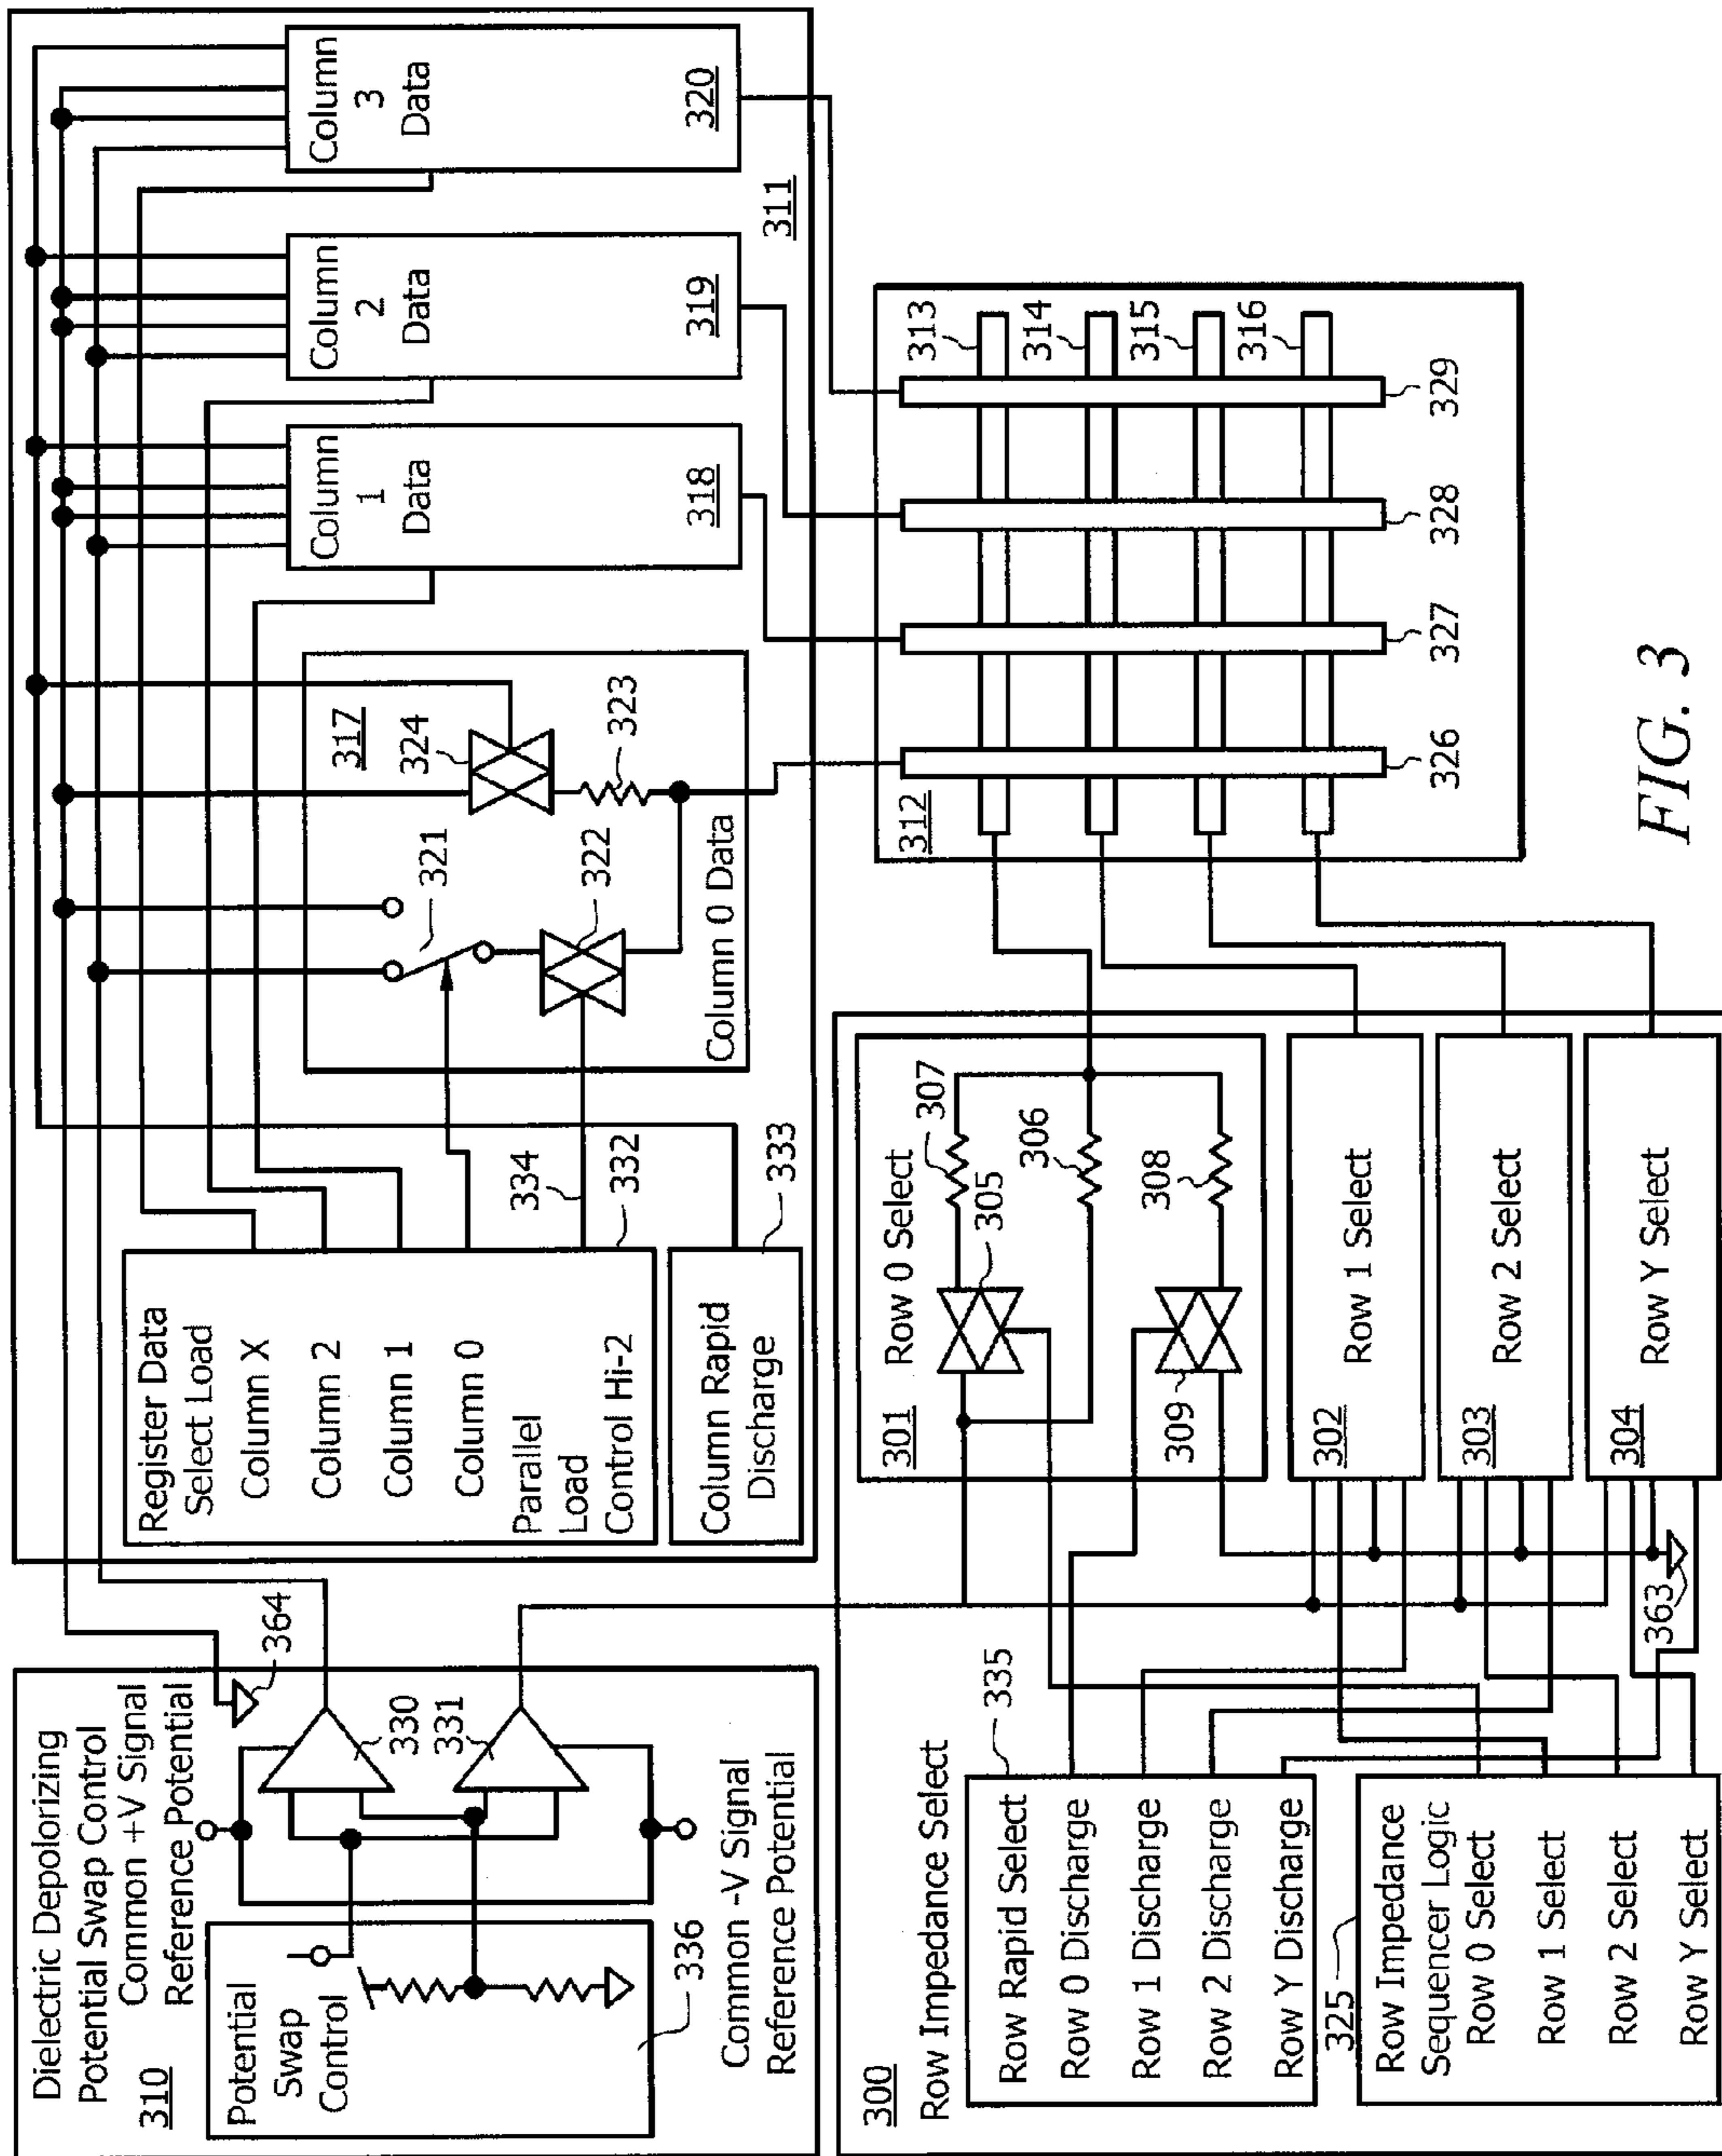 Dielectric Depolorizing
Potential Swap Control
Common +V Signal
Reference Potential
310
364
330
331
Potential
Swap
Control
336
Common -V Signal
Reference Potential
Register Data
Select Load
Column X
Column 2
Column 1
Column 0
Parallel
Load
Control Hi-2
334
332
Column Rapid
Discharge
333
317
324
323
321
322
Column 0 Data
Column
1
Data
318
Column
2
Data
319
Column
3
Data
320
311
300
Row Impedance Select
335
Row Rapid Select
Row 0 Discharge
Row 1 Discharge
Row 2 Discharge
Row Y Discharge
325
Row Impedance
Sequencer Logic
Row 0 Select
Row 1 Select
Row 2 Select
Row Y Select
363
301
Row 0 Select
307
305
306
308
309
302
Row 1 Select
303
Row 2 Select
304
Row Y Select
312
313
314
315
316
326
327
328
329
FIG. 3